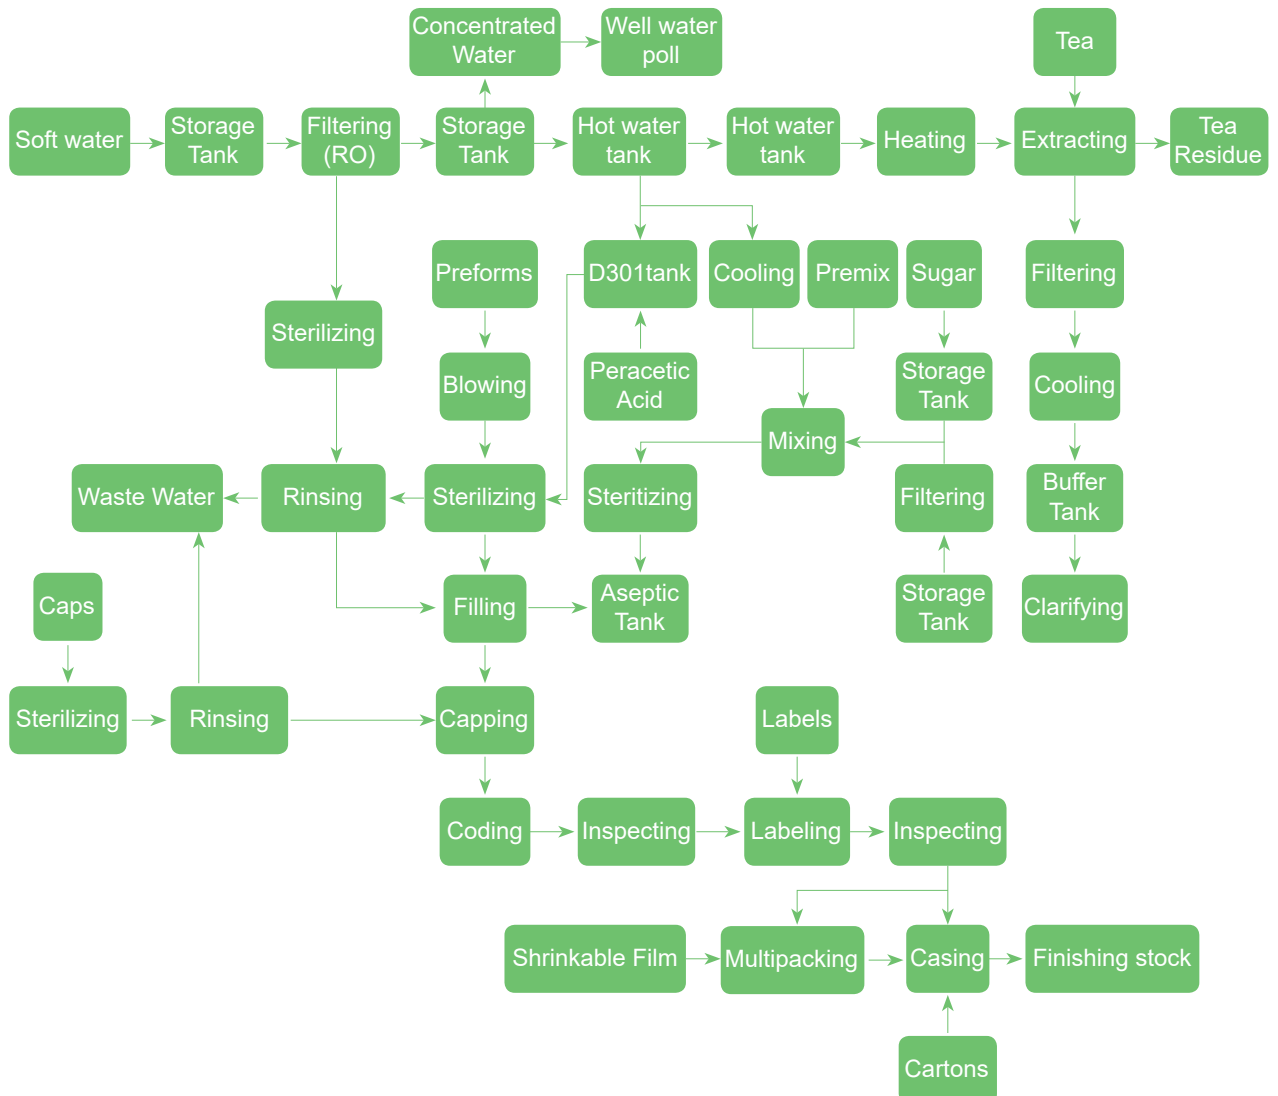 Concentrated
Water
Well water
poll
Tea
Soft water
Storage
Tank
Filtering
(RO)
Storage
Tank
Hot water
tank
Hot water
tank
Heating
Extracting
Tea
Residue
Preforms
D301tank
Cooling
Premix
Sugar
Filtering
Sterilizing
Blowing
Peracetic
Acid
Storage
Tank
Cooling
Mixing
Waste Water
Rinsing
Sterilizing
Steritizing
Filtering
Buffer
Tank
Caps
Filling
Aseptic
Tank
Storage
Tank
Clarifying
Sterilizing
Rinsing
Capping
Labels
Coding
Inspecting
Labeling
Inspecting
Shrinkable Film
Multipacking
Casing
Finishing stock
Cartons